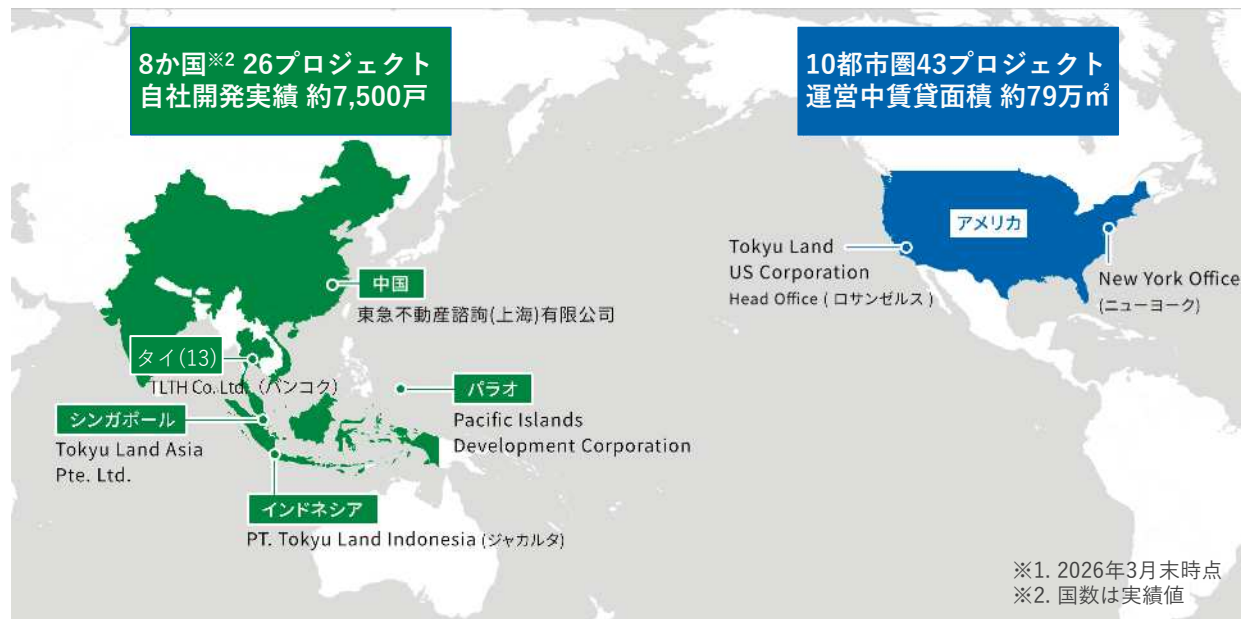 8か国※2 26プロジェクト
自社開発実績 約7,500戸
10都市圏43プロジェクト
運営中賃貸面積 約79万㎡
中国
東急不動産諮詢(上海)有限公司
タイ(13)
TLTH Co.Ltd.（バンコク）
シンガポール
Tokyu Land Asia
Pte. Ltd.
インドネシア
PT. Tokyu Land Indonesia (ジャカルタ)
パラオ
Pacific Islands
Development Corporation
アメリカ
Tokyu Land
US Corporation
Head Office ( ロサンゼルス )
New York Office
(ニューヨーク)
※1. 2026年3月末時点
※2. 国数は実績値